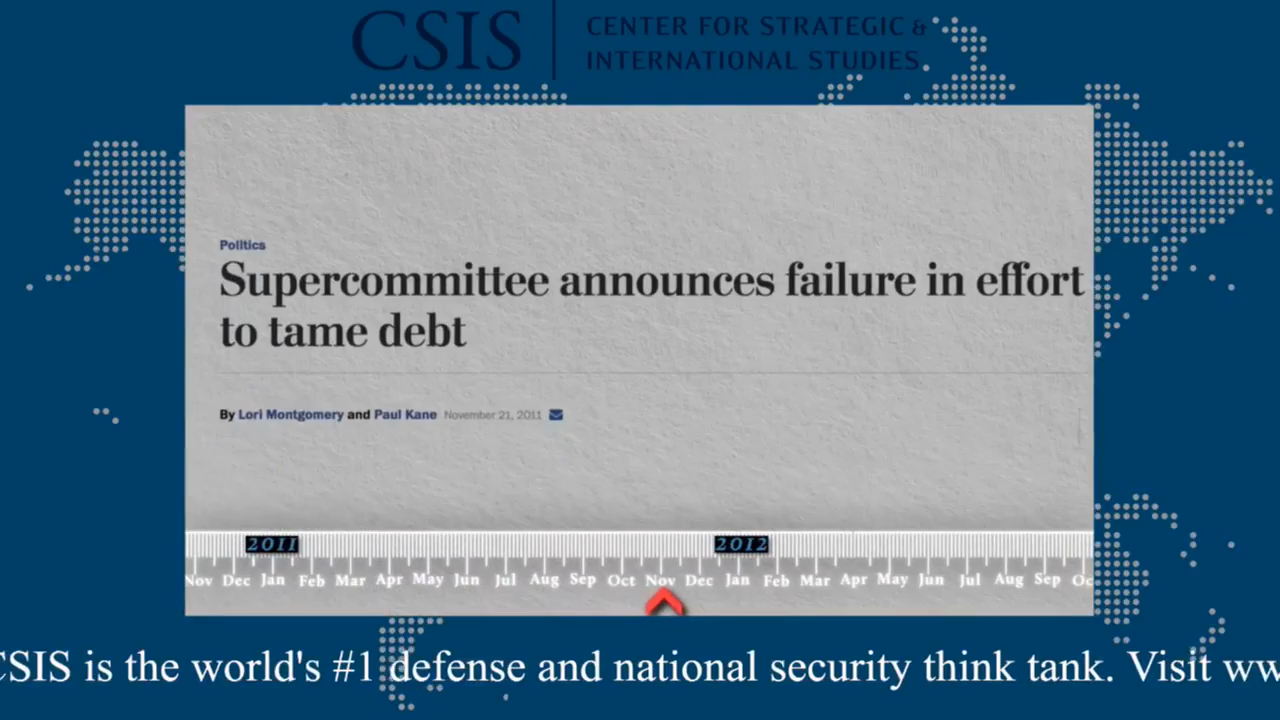 CSIS
CENTER FOR STRATEGIC &
INTERNATIONAL STUDIES
Politics
Supercommittee announces failure in effort
to tame debt
By Lori Montgomery and Paul Kane November 21, 2011
2011 2012
Nov Dec Jan Feb Mar Apr May Jun Jul Aug Sep Oct Nov Dec Jan Feb Mar Apr May Jun Jul Aug Sep Oc
CSIS is the world's #1 defense and national security think tank. Visit ww